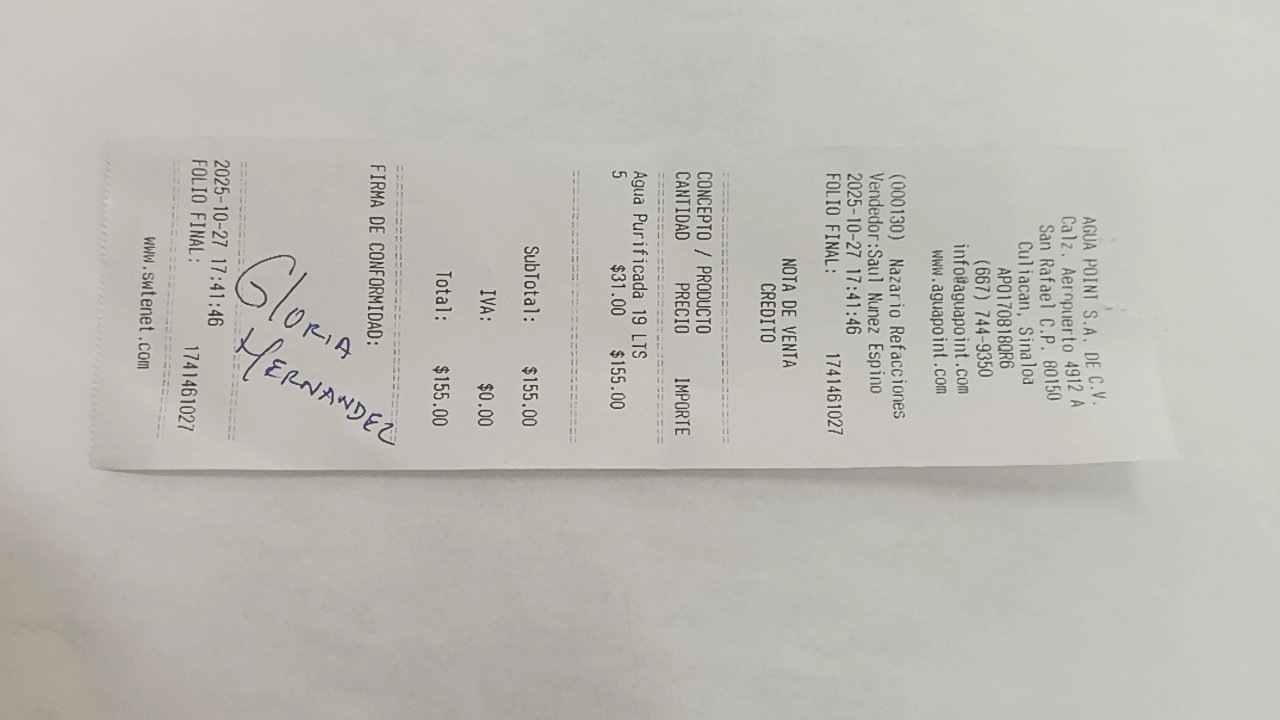 AGUA POINT S.A. DE C.V.
Calz. Aeropuerto 4912 A
San Rafael C.P. 80150
Culiacan, Sinaloa
APO170818QR6
(667) 744-9350
info@aguapoint.com
www.aguapoint.com
(000130) Nazario Refacciones
Vendedor:Saul Nunez Espino
2025-10-27 17:41:46
FOLIO FINAL: 1741461027
NOTA DE VENTA
CREDITO
CONCEPTO / PRODUCTO
CANTIDAD PRECIO IMPORTE
Agua Purificada 19 LTS
5 $31.00 $155.00
SubTotal: $155.00
IVA: $0.00
Total: $155.00
FIRMA DE CONFORMIDAD:
GLORIA
HERNANDEZ
2025-10-27 17:41:46
FOLIO FINAL: 1741461027
www.swtenet.com